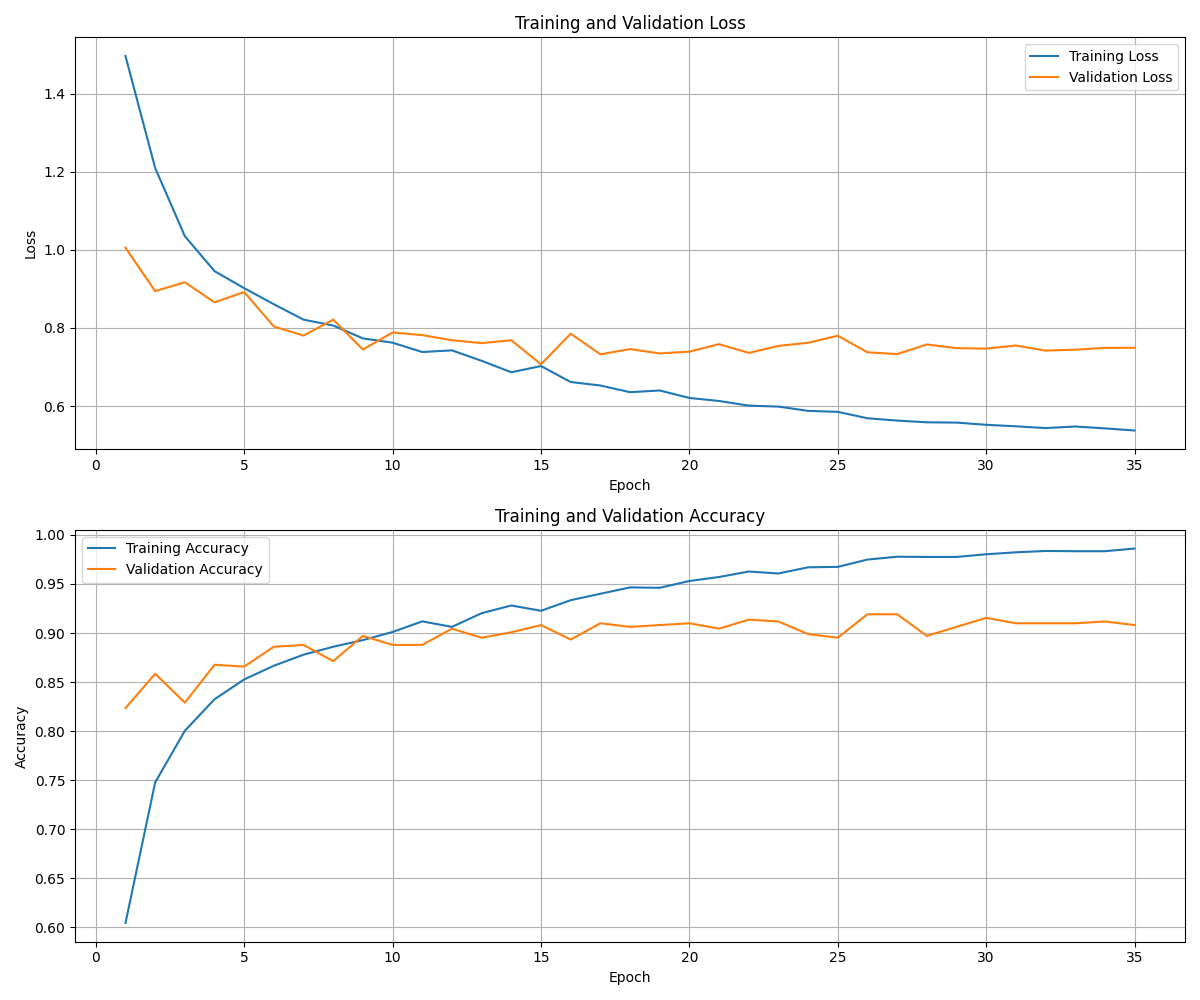 Training and Validation Loss
Training Loss
Validation Loss
1.4
1.2
1.0
0.8
0.6
Loss
0 5 10 15 20 25 30 35
Epoch
Training and Validation Accuracy
Training Accuracy
Validation Accuracy
1.00
0.95
0.90
0.85
0.80
0.75
0.70
0.65
0.60
Accuracy
0 5 10 15 20 25 30 35
Epoch